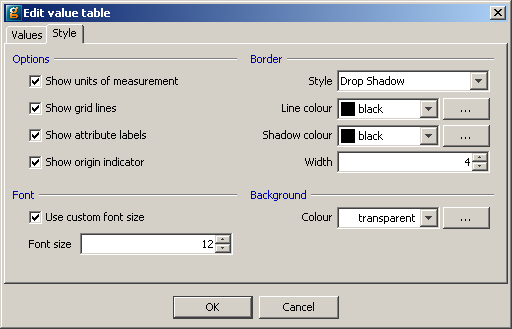 Edit value table
Values
Style
Options
Show units of measurement
Show grid lines
Show attribute labels
Show origin indicator
Font
Use custom font size
Font size
12
Border
Style
Drop Shadow
Line colour
black
...
Shadow colour
black
...
Width
4
Background
Colour
transparent
...
OK
Cancel